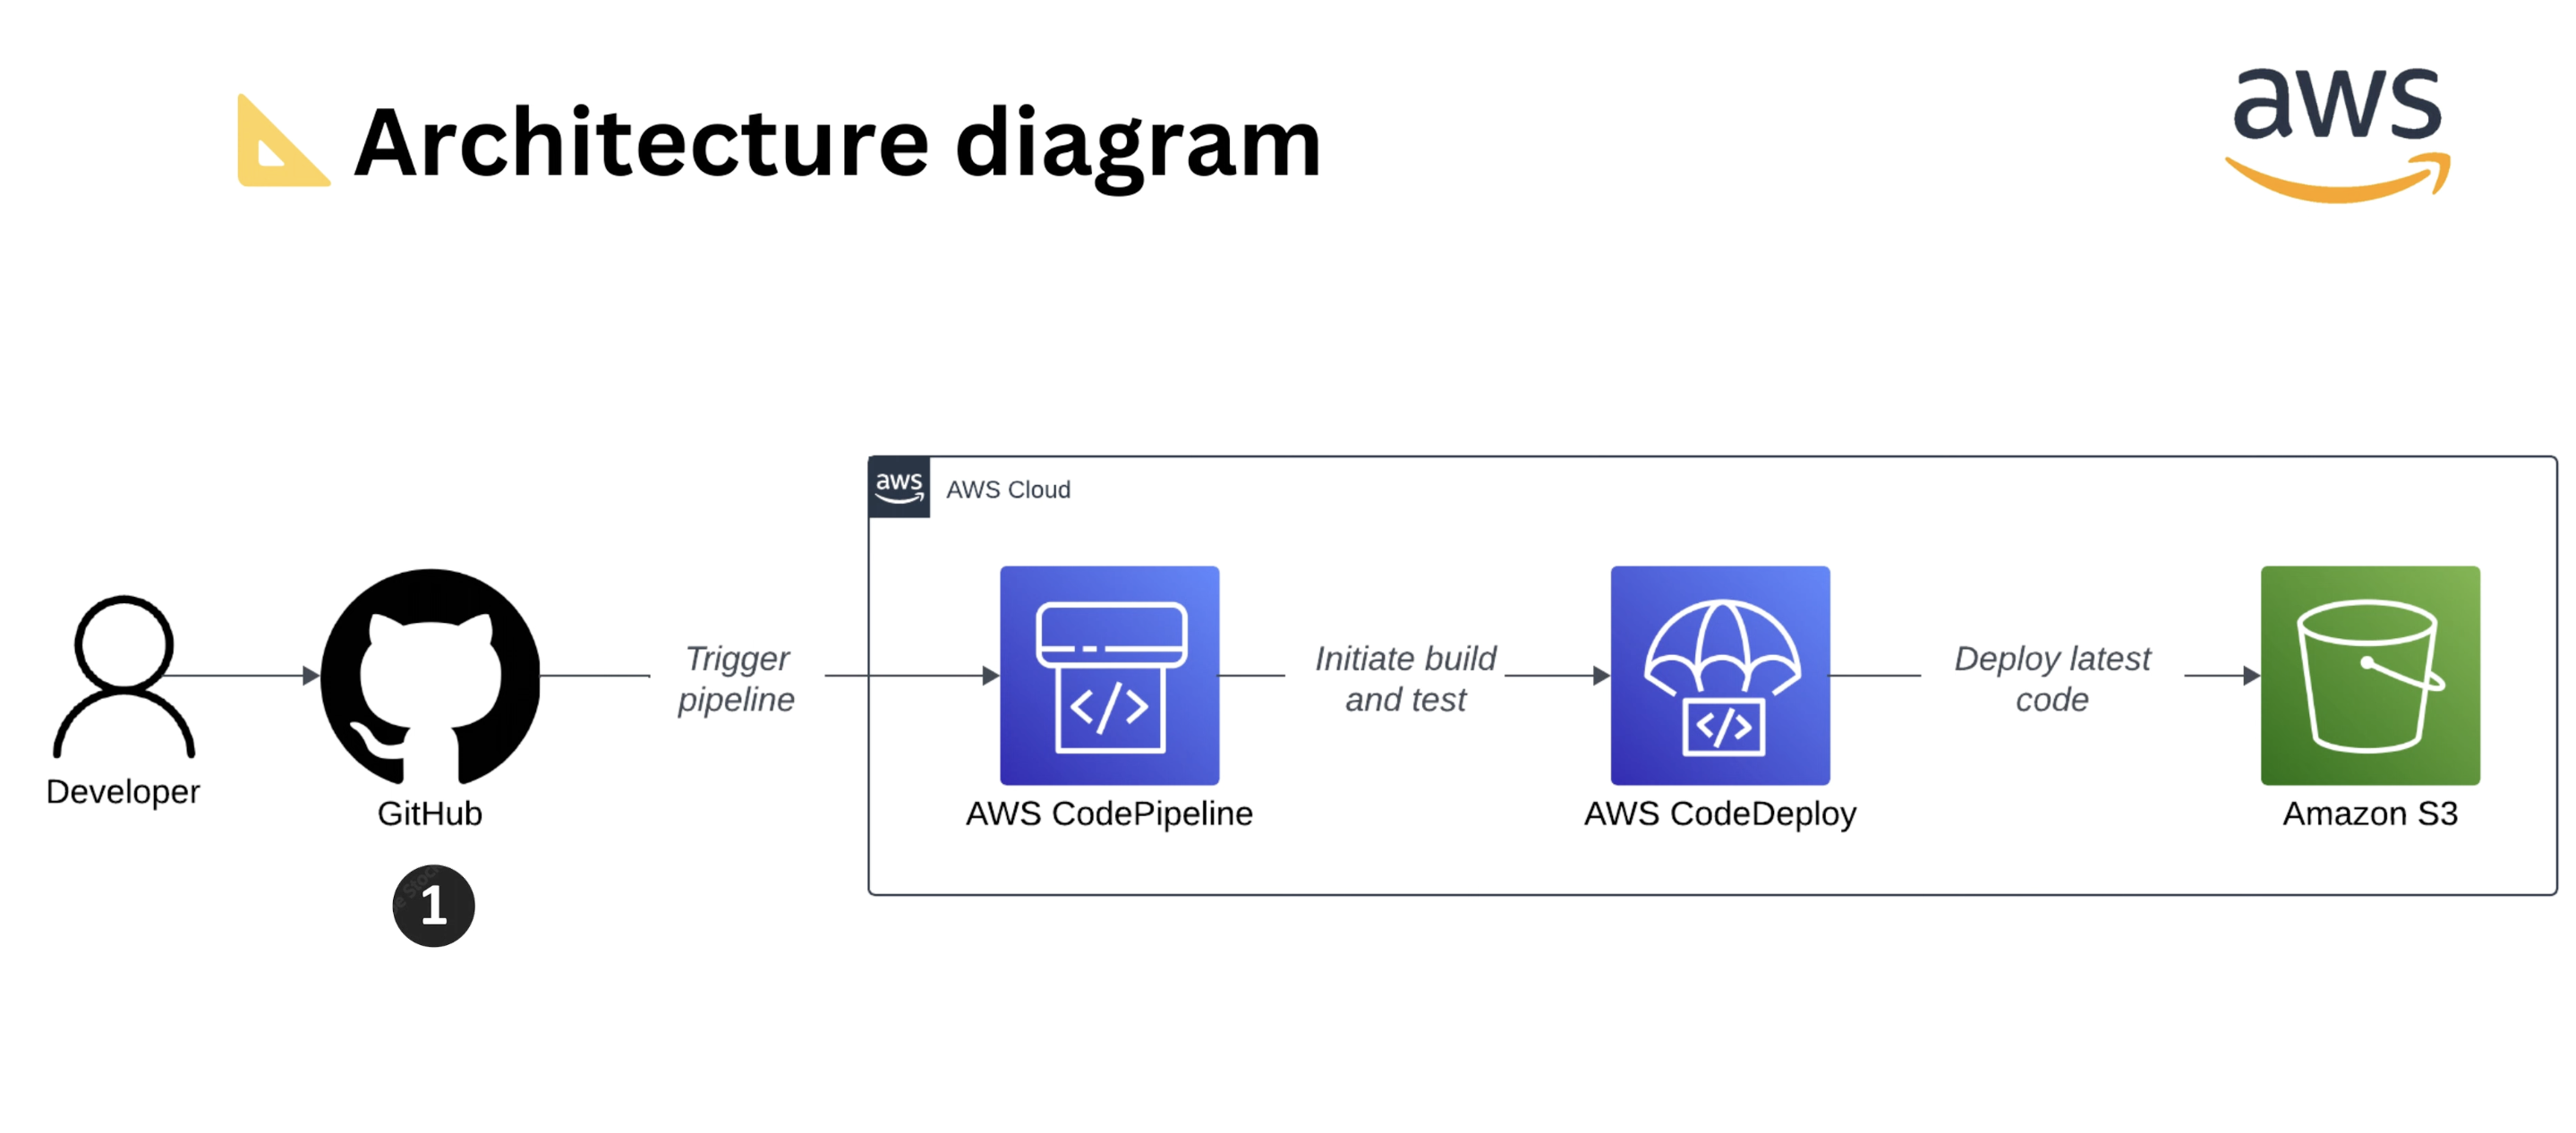 Architecture diagram
aws
aws
AWS Cloud
Trigger
pipeline
Initiate build
and test
Deploy latest
code
Developer
GitHub
AWS CodePipeline
AWS CodeDeploy
Amazon S3
1